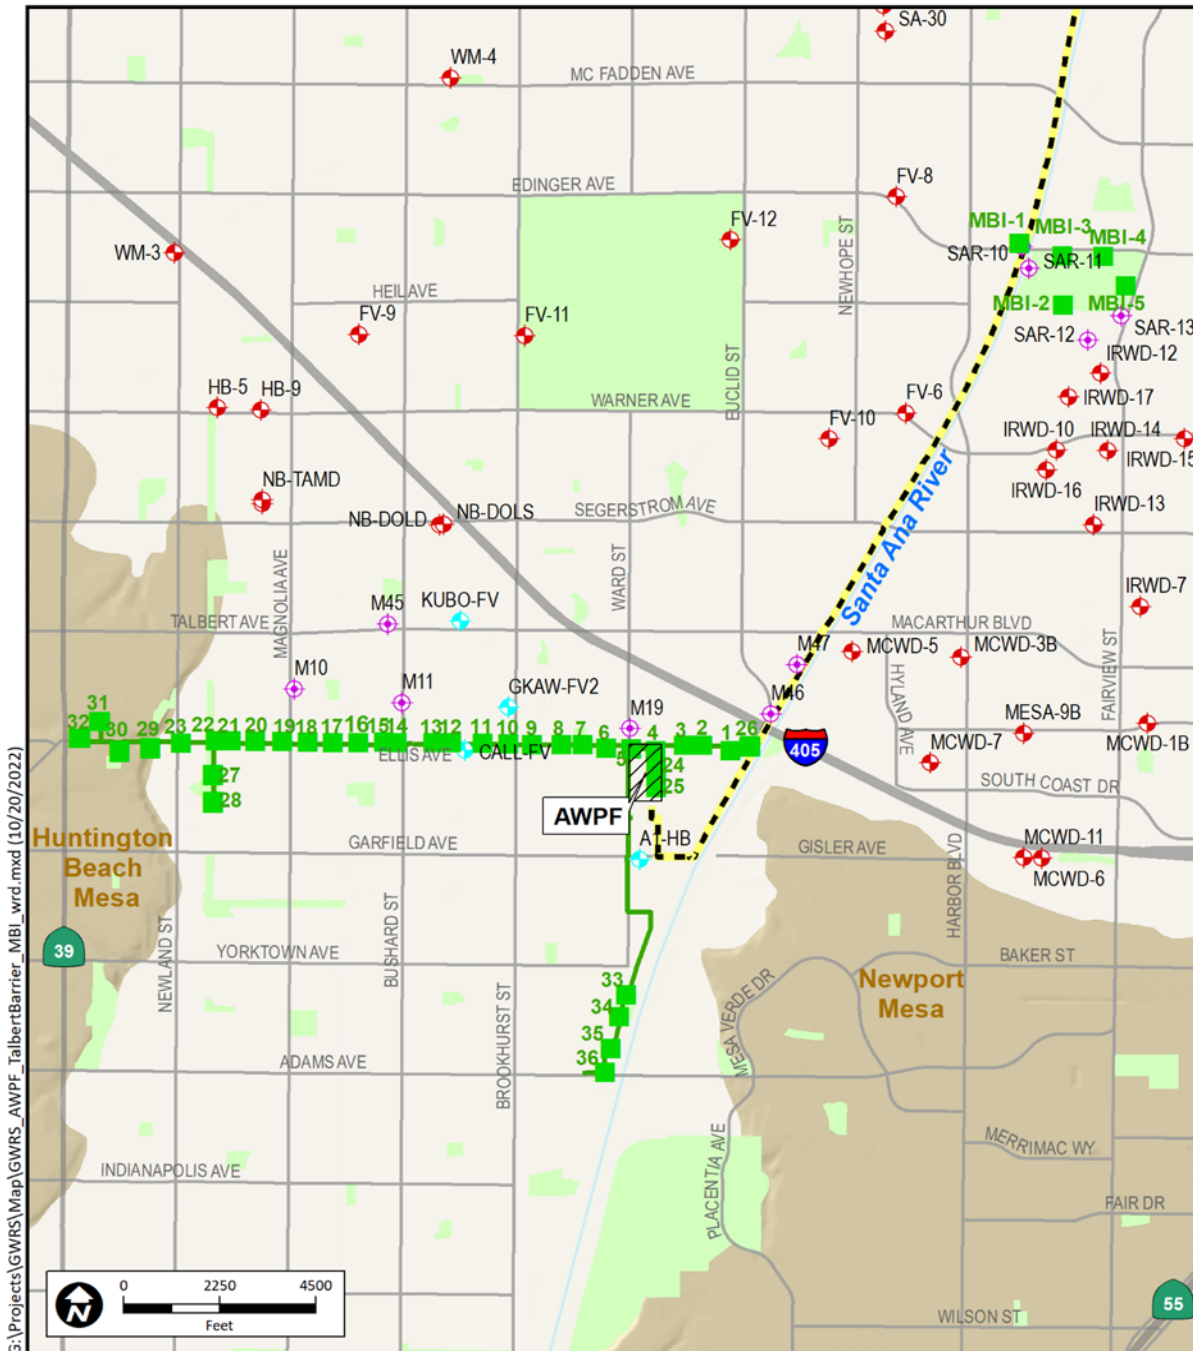 SA-30
WM-4
MC FADDEN AVE
EDINGER AVE
FV-8
FV-12
NEWHOPE ST
MBI-1
MBI-3
MBI-4
SAR-10
SAR-11
WM-3
HEIL AVE
FV-9
FV-11
MBI-2
MBI-5
SAR-12
SAR-13
IRWD-12
EUCLID ST
HB-5
HB-9
WARNER AVE
FV-6
FV-10
IRWD-17
IRWD-10
IRWD-14
IRWD-15
IRWD-16
NB-TAMD
NB-DOLD
NB-DOLS
SEGERSTROM AVE
IRWD-13
Santa Ana River
MAGNOLIA AVE
WARD ST
M45
KUBO-FV
IRWD-7
TALBERT AVE
MACARTHUR BLVD
M47
MCWD-5
MCWD-3B
HYLAND AVE
FAIRVIEW ST
M10
M11
GKAW-FV2
M19
M46
MESA-9B
MCWD-1B
31
32
30
29
23
22
21
20
19
18
17
16
15
14
13
12
11
10
9
8
7
6
5
4
3
2
1
26
ELLIS AVE
CALL-FV
405
MCWD-7
27
28
24
25
SOUTH COAST DR
AWPF
Huntington
Beach
Mesa
GARFIELD AVE
A1-HB
GISLER AVE
HARBOR BLVD
MCWD-11
MCWD-6
39
NEWLAND ST
YORKTOWN AVE
BUSHARD ST
BROOKHURST ST
33
34
35
36
MESA VERDE DR
Newport
Mesa
BAKER ST
ADAMS AVE
PLACENTIA AVE
MERRIMAC WY
INDIANAPOLIS AVE
FAIR DR
N
0 2250 4500
Feet
WILSON ST
55
G:\Projects\GWRS\Map\GWRS_AWPF_TalbertBarrier_MBI_wrd.mxd (10/20/2022)